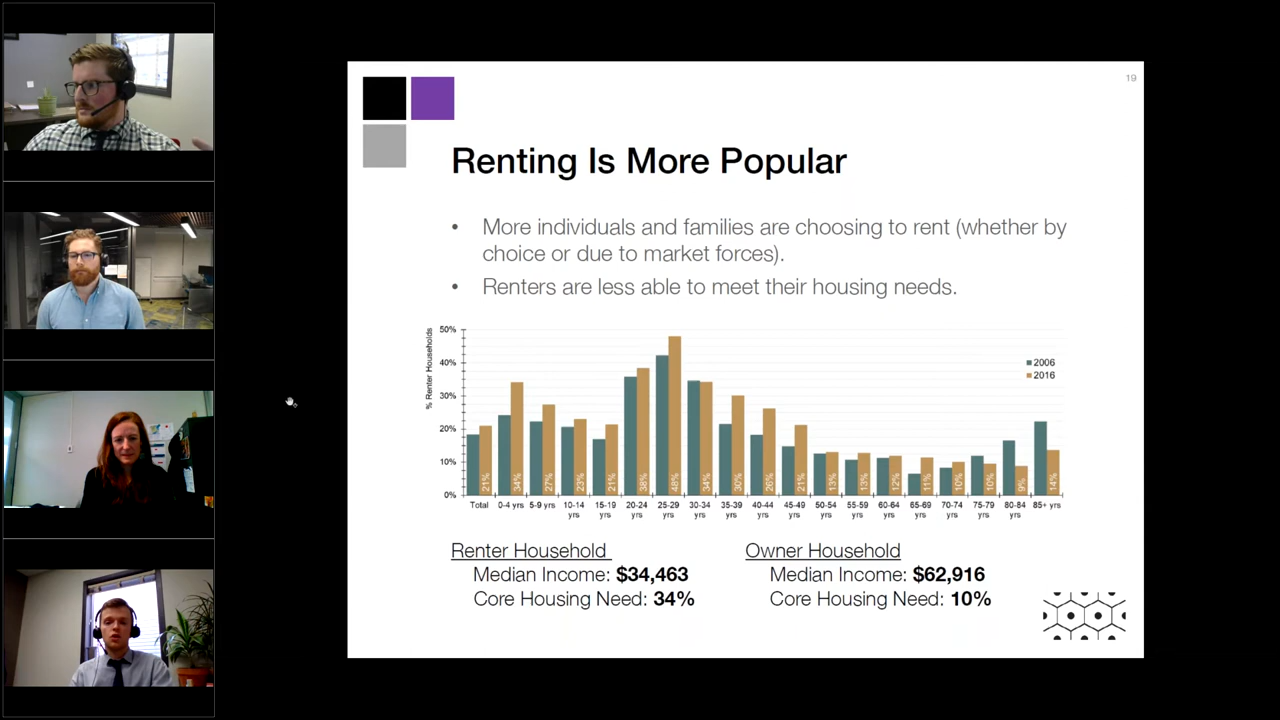 19
Renting Is More Popular
• More individuals and families are choosing to rent (whether by
choice or due to market forces).
• Renters are less able to meet their housing needs.
% Renter Households
50%
40%
30%
20%
10%
0%
2006
2016
21%
34%
27%
23%
21%
38%
48%
34%
30%
26%
21%
13%
13%
12%
11%
10%
10%
9%
14%
Total
0-4 yrs
5-9 yrs
10-14
yrs
15-19
yrs
20-24
yrs
25-29
yrs
30-34
yrs
35-39
yrs
40-44
yrs
45-49
yrs
50-54
yrs
55-59
yrs
60-64
yrs
65-69
yrs
70-74
yrs
75-79
yrs
80-84
yrs
85+ yrs
Renter Household
Median Income: $34,463
Core Housing Need: 34%
Owner Household
Median Income: $62,916
Core Housing Need: 10%